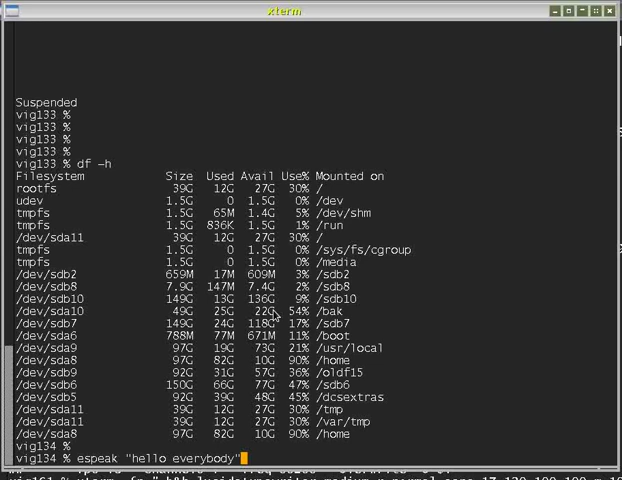 xterm
Suspended
vig133 %
vig133 %
vig133 %
vig133 %
vig133 % df -h
Filesystem Size Used Avail Use% Mounted on
rootfs 39G 12G 27G 30% /
udev 1.5G 0 1.5G 0% /dev
tmpfs 1.5G 65M 1.4G 5% /dev/shm
tmpfs 1.5G 836K 1.5G 1% /run
/dev/sda11 39G 12G 27G 30% /
tmpfs 1.5G 0 1.5G 0% /sys/fs/cgroup
tmpfs 1.5G 0 1.5G 0% /media
/dev/sdb2 659M 17M 609M 3% /sdb2
/dev/sdb8 7.9G 147M 7.4G 2% /sdb8
/dev/sdb10 149G 13G 136G 9% /sdb10
/dev/sda10 49G 25G 22G 54% /bak
/dev/sdb7 149G 24G 118G 17% /sdb7
/dev/sda6 788M 77M 671M 11% /boot
/dev/sda9 97G 19G 73G 21% /usr/local
/dev/sda8 97G 82G 10G 90% /home
/dev/sdb9 92G 31G 57G 36% /oldf15
/dev/sdb6 150G 66G 77G 47% /sdb6
/dev/sdb5 92G 39G 48G 45% /dcsextras
/dev/sda11 39G 12G 27G 30% /tmp
/dev/sda11 39G 12G 27G 30% /var/tmp
/dev/sda8 97G 82G 10G 90% /home
vig134 %
vig134 % espeak "hello everybody"